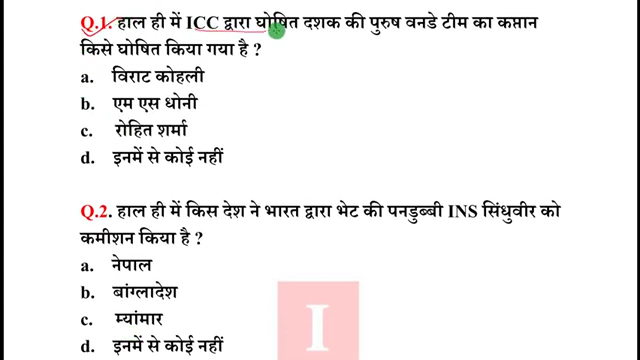 Q.1. हाल ही में ICC द्वारा घोषित दशक की पुरुष वनडे टीम का कप्तान
किसे घोषित किया गया है ?
a. विराट कोहली
b. एम एस धोनी
c. रोहित शर्मा
d. इनमें से कोई नहीं
Q.2. हाल ही में किस देश ने भारत द्वारा भेट की पनडुब्बी INS सिंधुवीर को
कमीशन किया है ?
a. नेपाल
b. बांग्लादेश
c. म्यांमार
d. इनमें से कोई नहीं
I